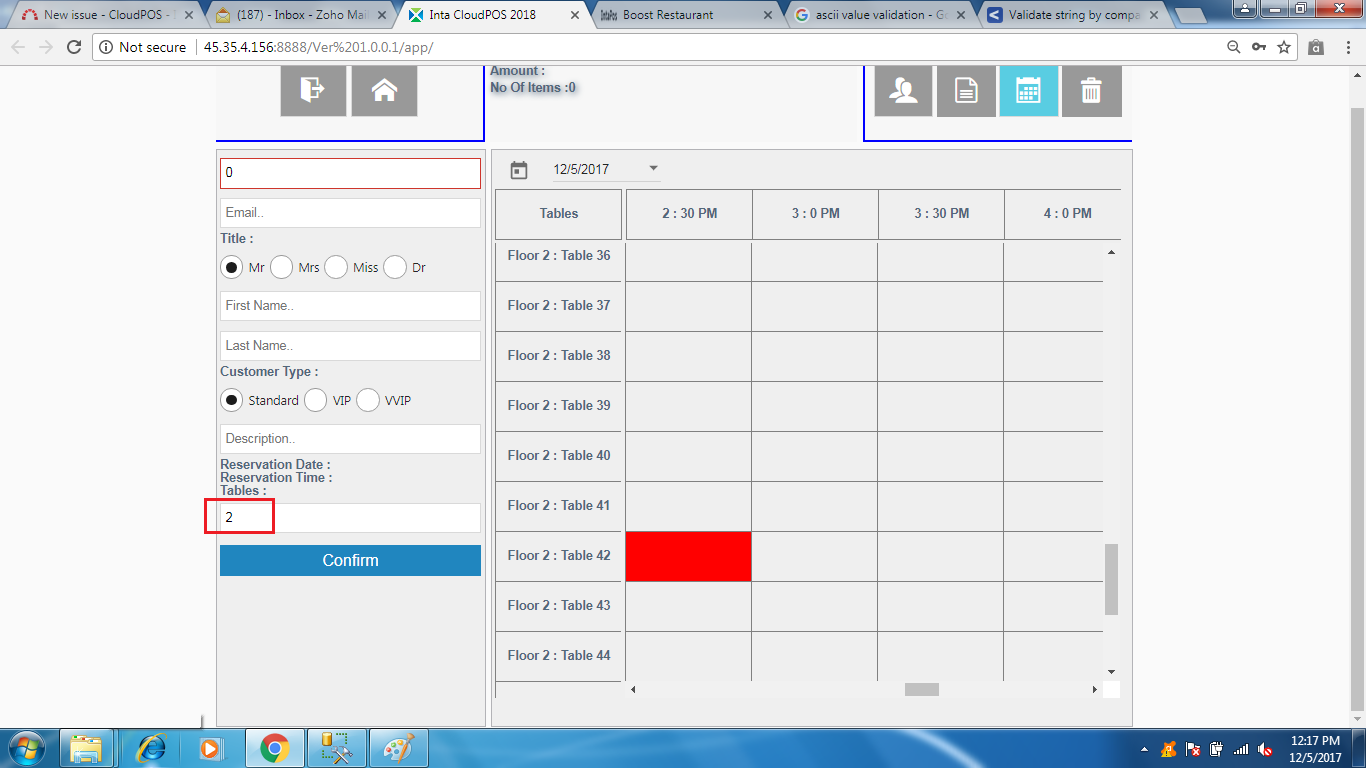 New issue - CloudPOS -
(187) - Inbox - Zoho Mail
Inta CloudPOS 2018
Boost Restaurant
ascii value validation - Go
Validate string by compa
Not secure
45.35.4.156:8888/Ver%201.0.0.1/app/
Amount :
No Of Items :0
0
Email..
Title :
Mr Mrs Miss Dr
First Name..
Last Name..
Customer Type :
Standard VIP VVIP
Description..
Reservation Date :
Reservation Time :
Tables :
2
Confirm
12/5/2017
Tables 2 : 30 PM 3 : 0 PM 3 : 30 PM 4 : 0 PM
Floor 2 : Table 36
Floor 2 : Table 37
Floor 2 : Table 38
Floor 2 : Table 39
Floor 2 : Table 40
Floor 2 : Table 41
Floor 2 : Table 42
Floor 2 : Table 43
Floor 2 : Table 44
12:17 PM
12/5/2017